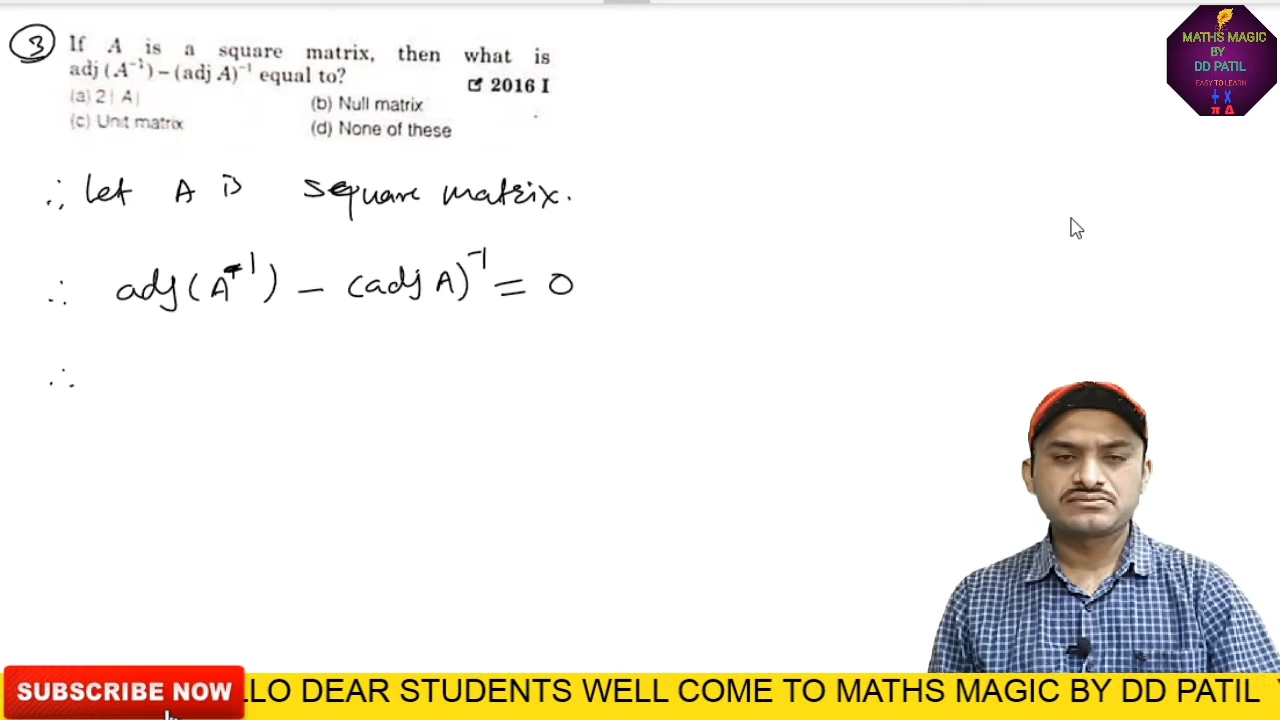 3 If A is a square matrix, then what is
adj (A⁻¹) – (adj A)⁻¹ equal to?
2016 I
(a) 2|A|
(b) Null matrix
(c) Unit matrix
(d) None of these
∴ Let A is square matrix.
∴ adj(A⁻¹) – (adj A)⁻¹ = 0
∴
MATHS MAGIC
BY
DD PATIL
EASY TO LEARN
+ X
π Δ
SUBSCRIBE NOW
LLO DEAR STUDENTS WELL COME TO MATHS MAGIC BY DD PATIL